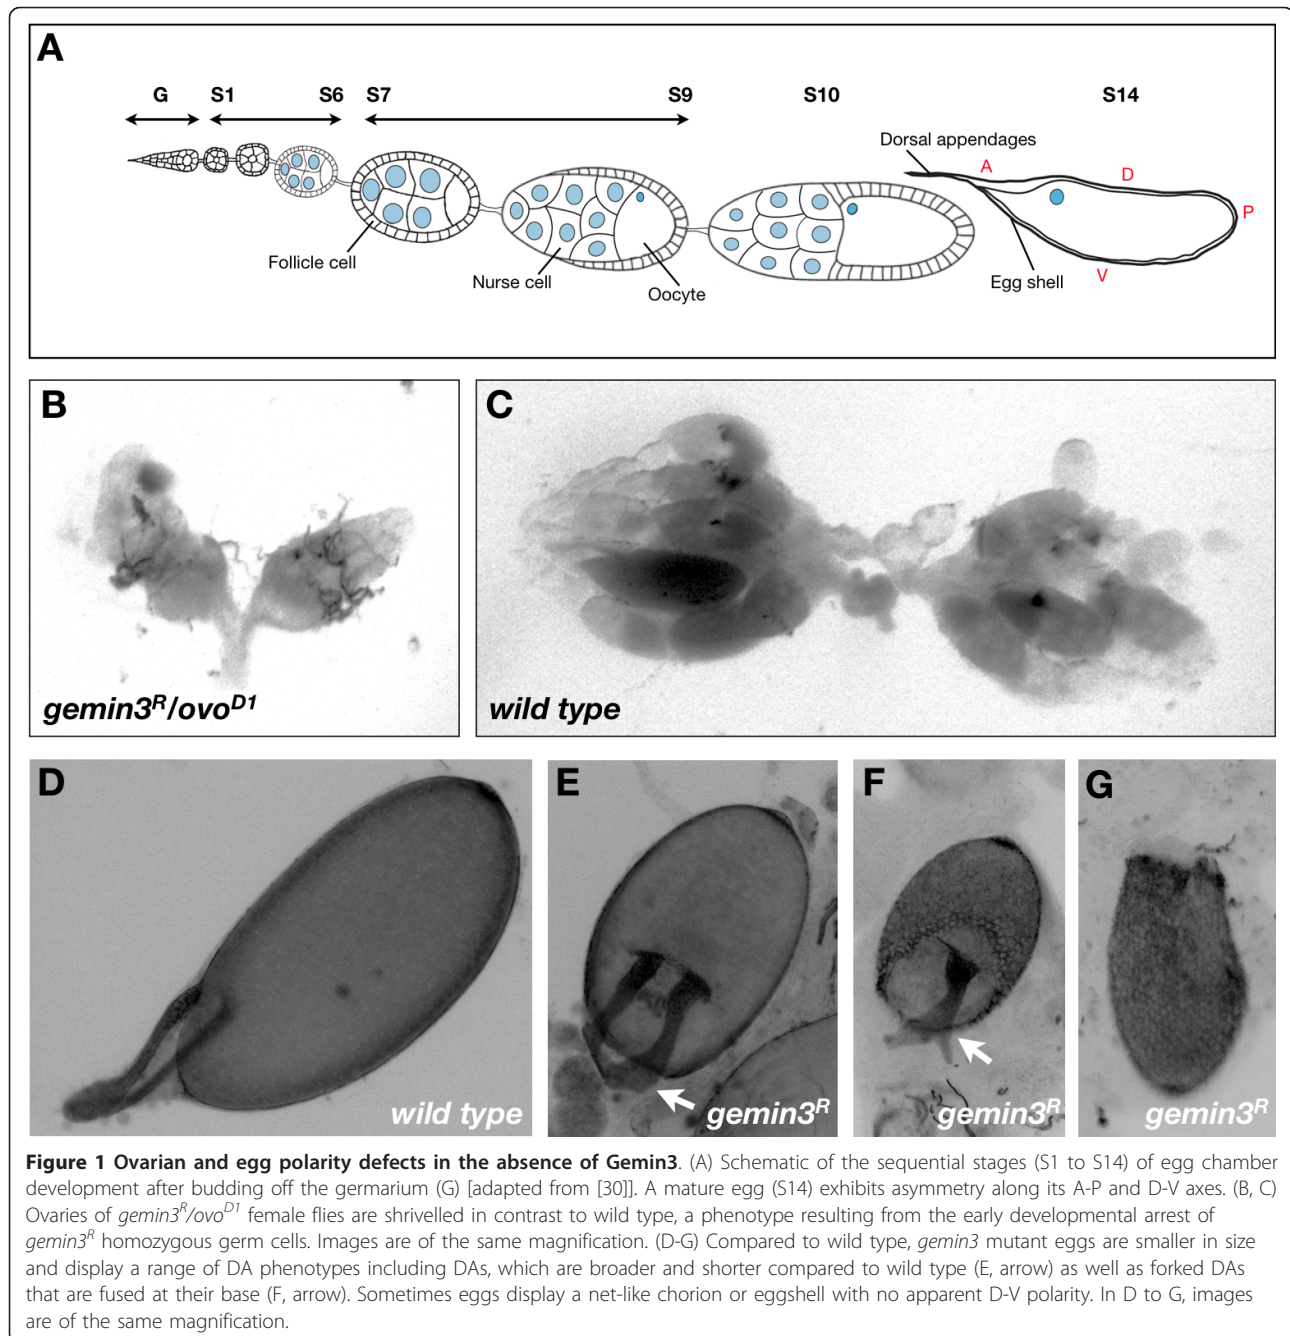 A
G S1 S6 S7 S9 S10 S14
Dorsal appendages
A
D
P
Follicle cell
Nurse cell
Oocyte
Egg shell
V
B
gemin3R/ovoD1
C
wild type
D
wild type
E
gemin3R
F
gemin3R
G
gemin3R
Figure 1 Ovarian and egg polarity defects in the absence of Gemin3. (A) Schematic of the sequential stages (S1 to S14) of egg chamber
development after budding off the germarium (G) [adapted from [30]]. A mature egg (S14) exhibits asymmetry along its A-P and D-V axes. (B, C)
Ovaries of gemin3R/ovoD1 female flies are shrivelled in contrast to wild type, a phenotype resulting from the early developmental arrest of
gemin3R homozygous germ cells. Images are of the same magnification. (D-G) Compared to wild type, gemin3 mutant eggs are smaller in size
and display a range of DA phenotypes including DAs, which are broader and shorter compared to wild type (E, arrow) as well as forked DAs
that are fused at their base (F, arrow). Sometimes eggs display a net-like chorion or eggshell with no apparent D-V polarity. In D to G, images
are of the same magnification.